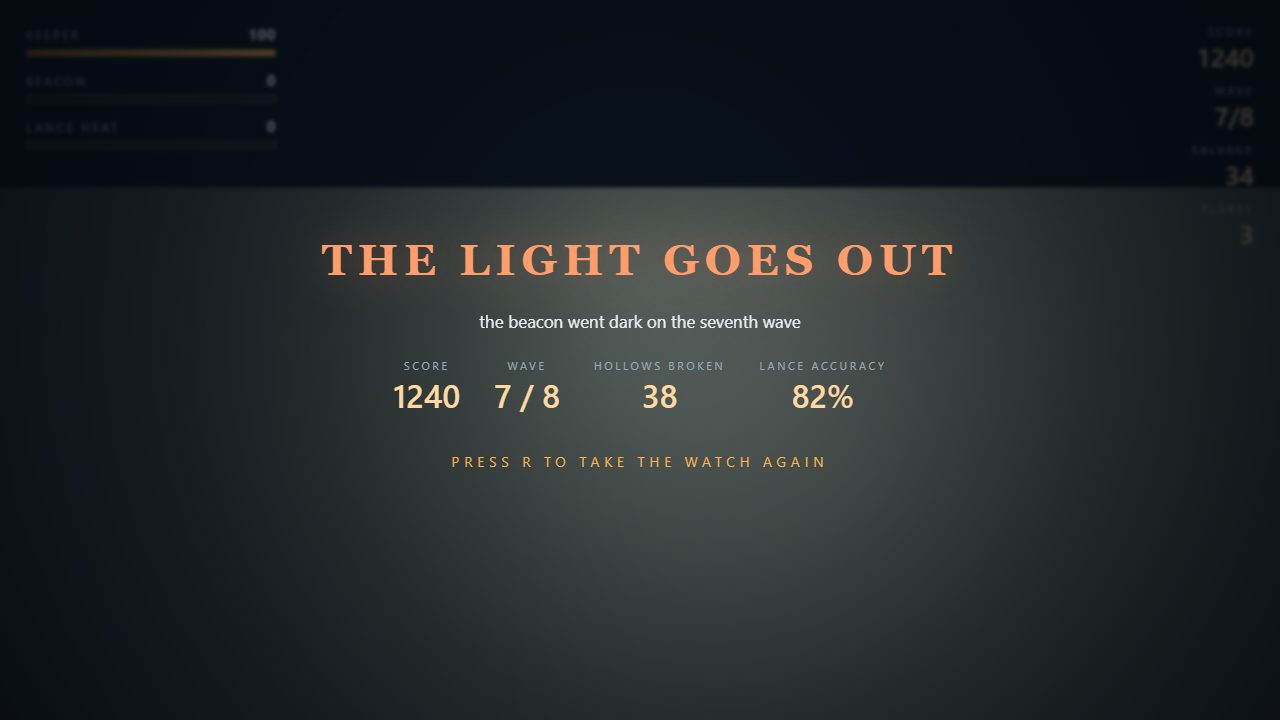 KEEPER 100
BEACON 0
LANCE HEAT 0
SCORE
1240
WAVE
7/8
SALVAGE
34
3
THE LIGHT GOES OUT
the beacon went dark on the seventh wave
SCORE WAVE HOLLOWS BROKEN LANCE ACCURACY
1240 7 / 8 38 82%
PRESS R TO TAKE THE WATCH AGAIN